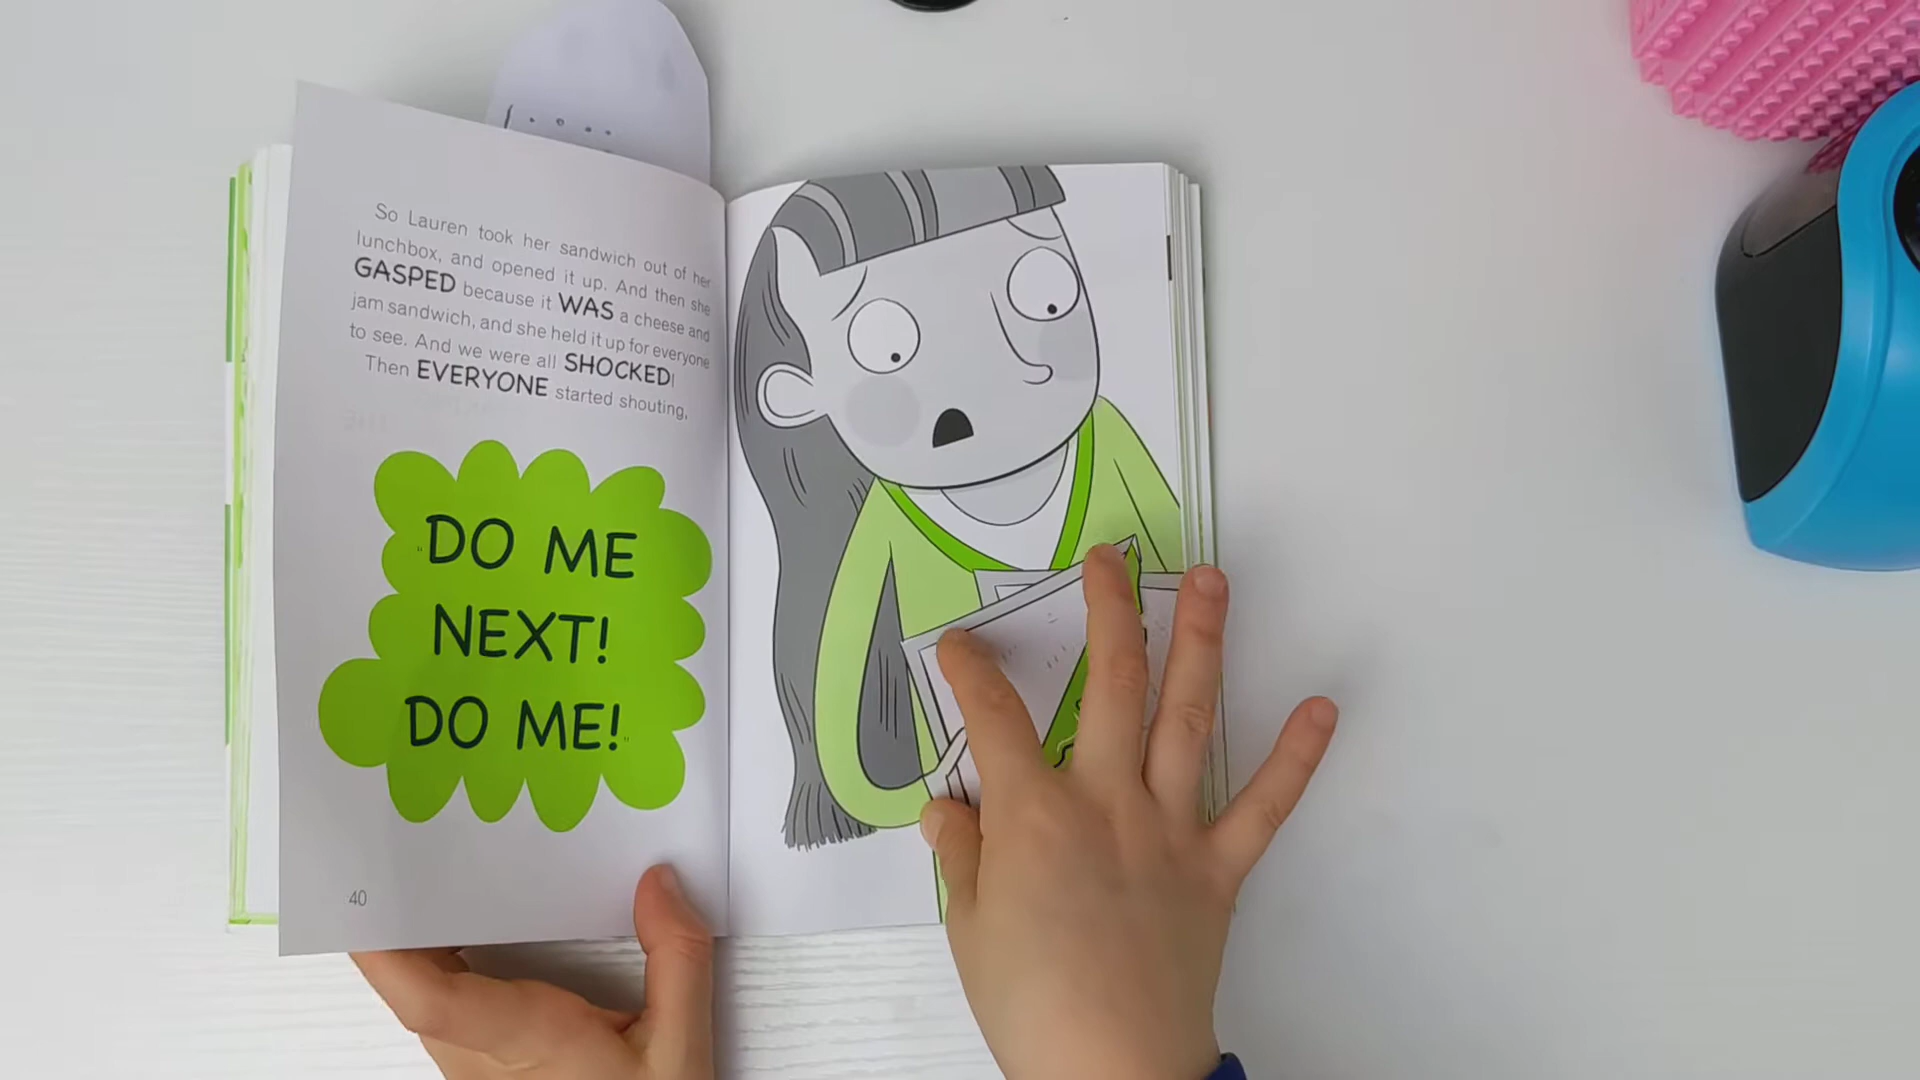 So Lauren took her sandwich out of her
lunchbox, and opened it up. And then she
GASPED because it WAS a cheese and
jam sandwich, and she held it up for everyone
to see. And we were all SHOCKED!
Then EVERYONE started shouting,
"DO ME
NEXT!
DO ME!"
40